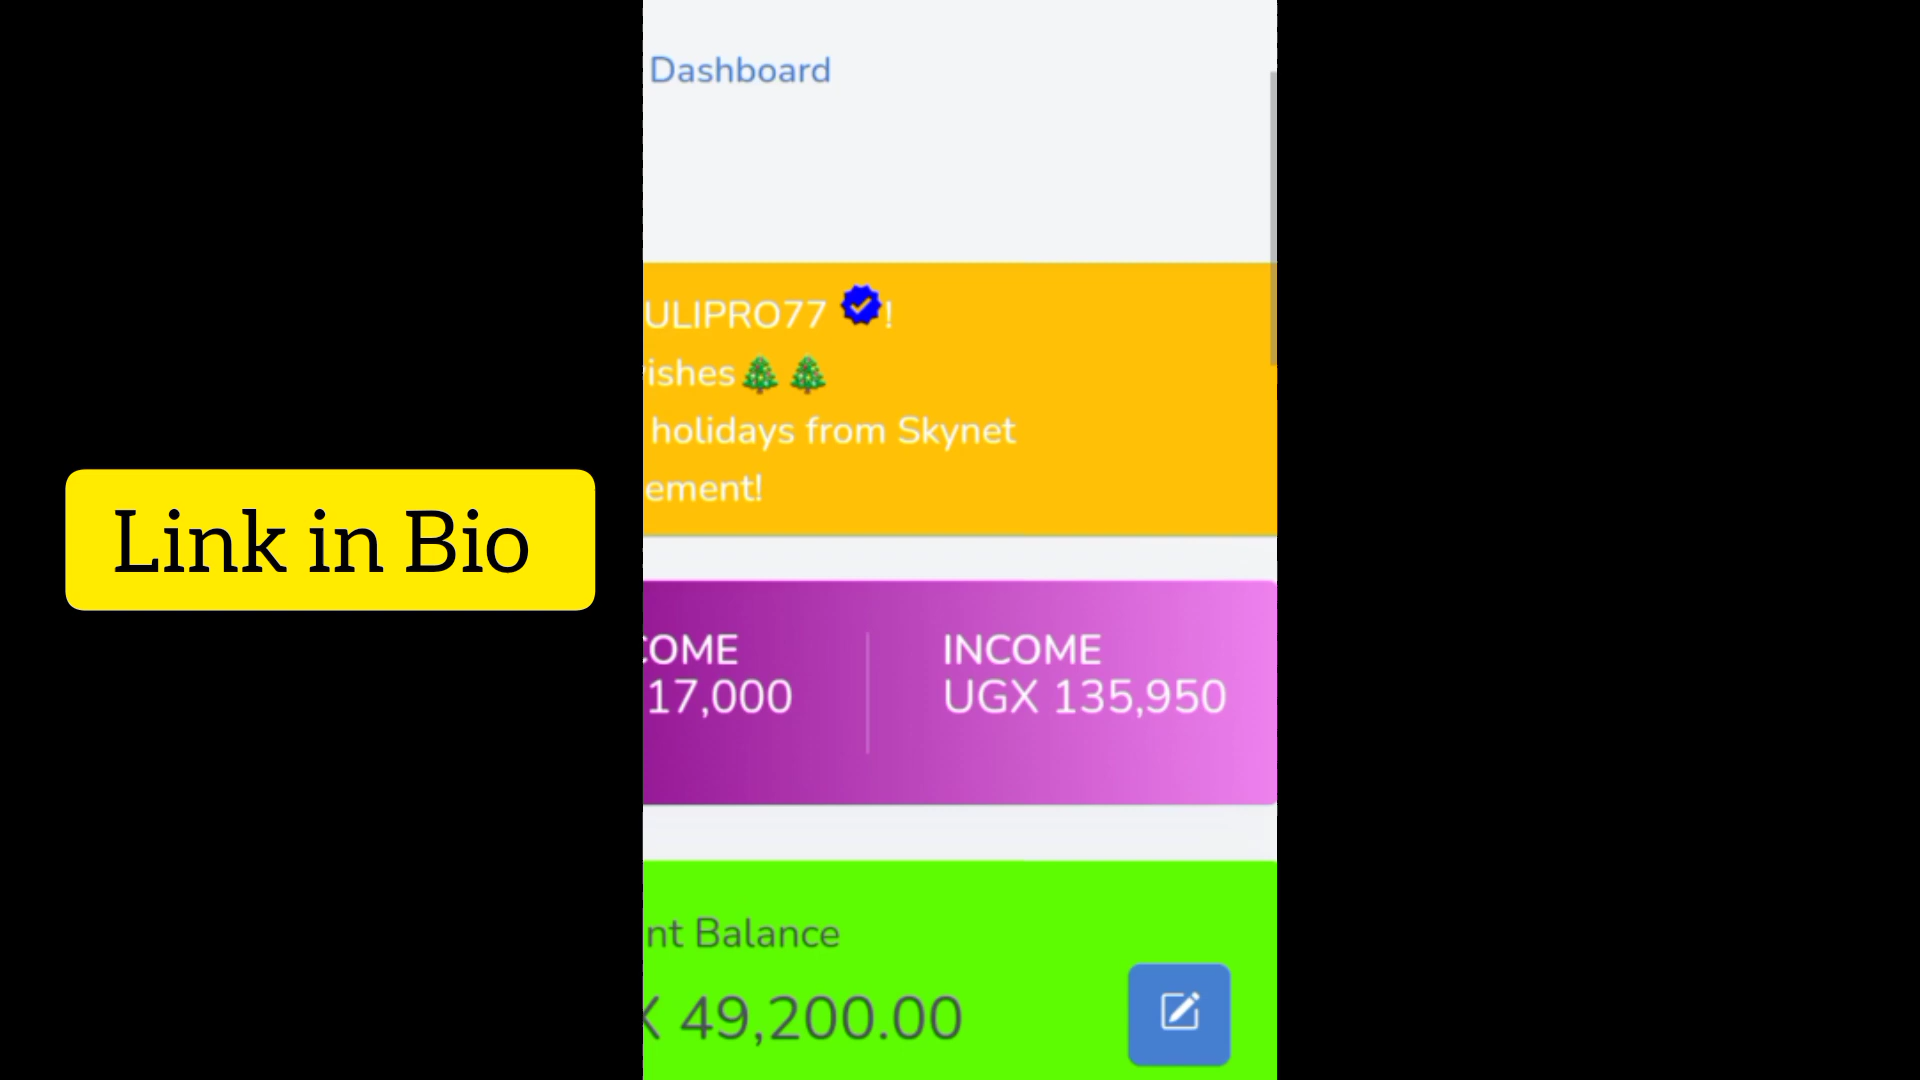 Dashboard
ULIPRO77 !
ishes🎄🎄
holidays from Skynet
ement!
Link in Bio
COME
17,000
INCOME
UGX 135,950
nt Balance
X 49,200.00